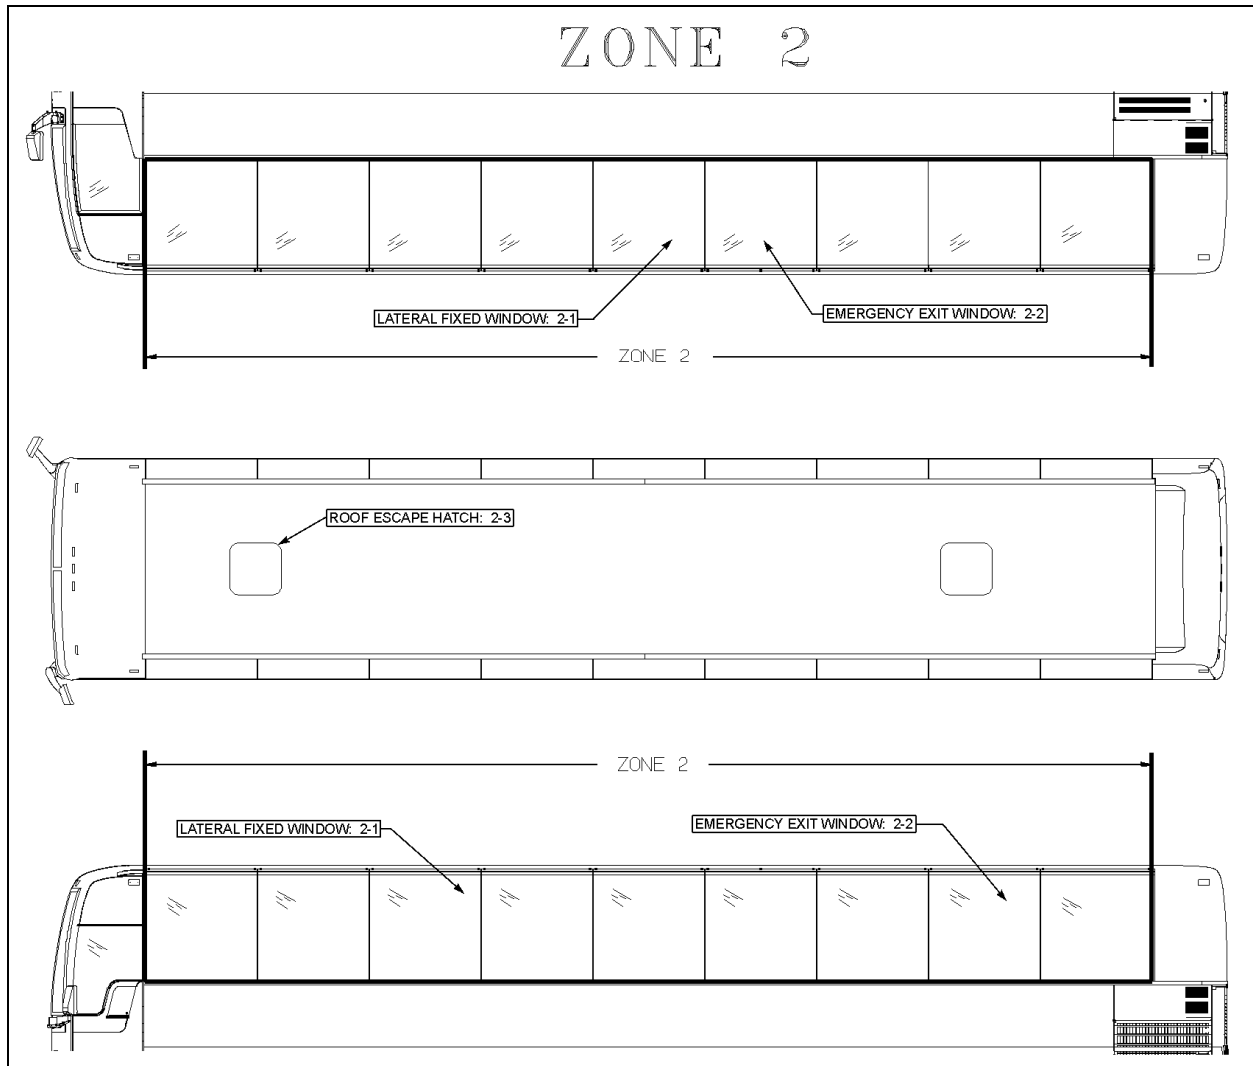 ZONE 2
LATERAL FIXED WINDOW: 2-1
EMERGENCY EXIT WINDOW: 2-2
ZONE 2
ROOF ESCAPE HATCH: 2-3
ZONE 2
LATERAL FIXED WINDOW: 2-1
EMERGENCY EXIT WINDOW: 2-2